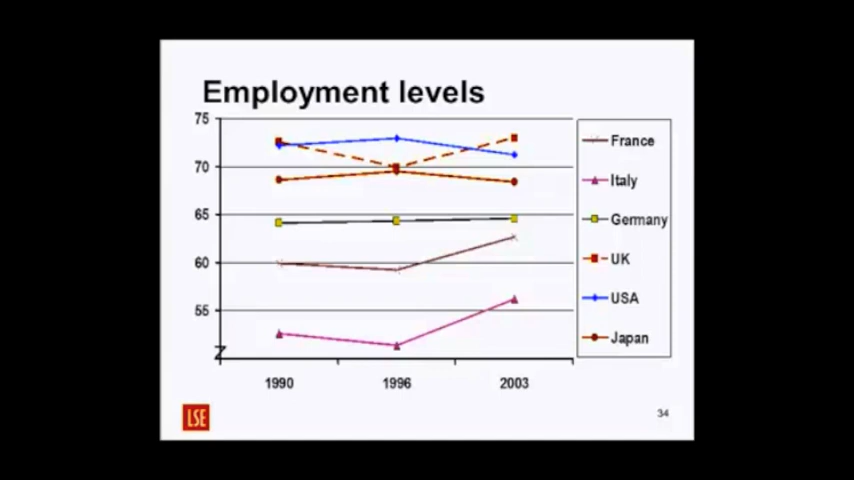 Employment levels
75
70
65
60
55
1990 1996 2003
France
Italy
Germany
UK
USA
Japan
LSE
34